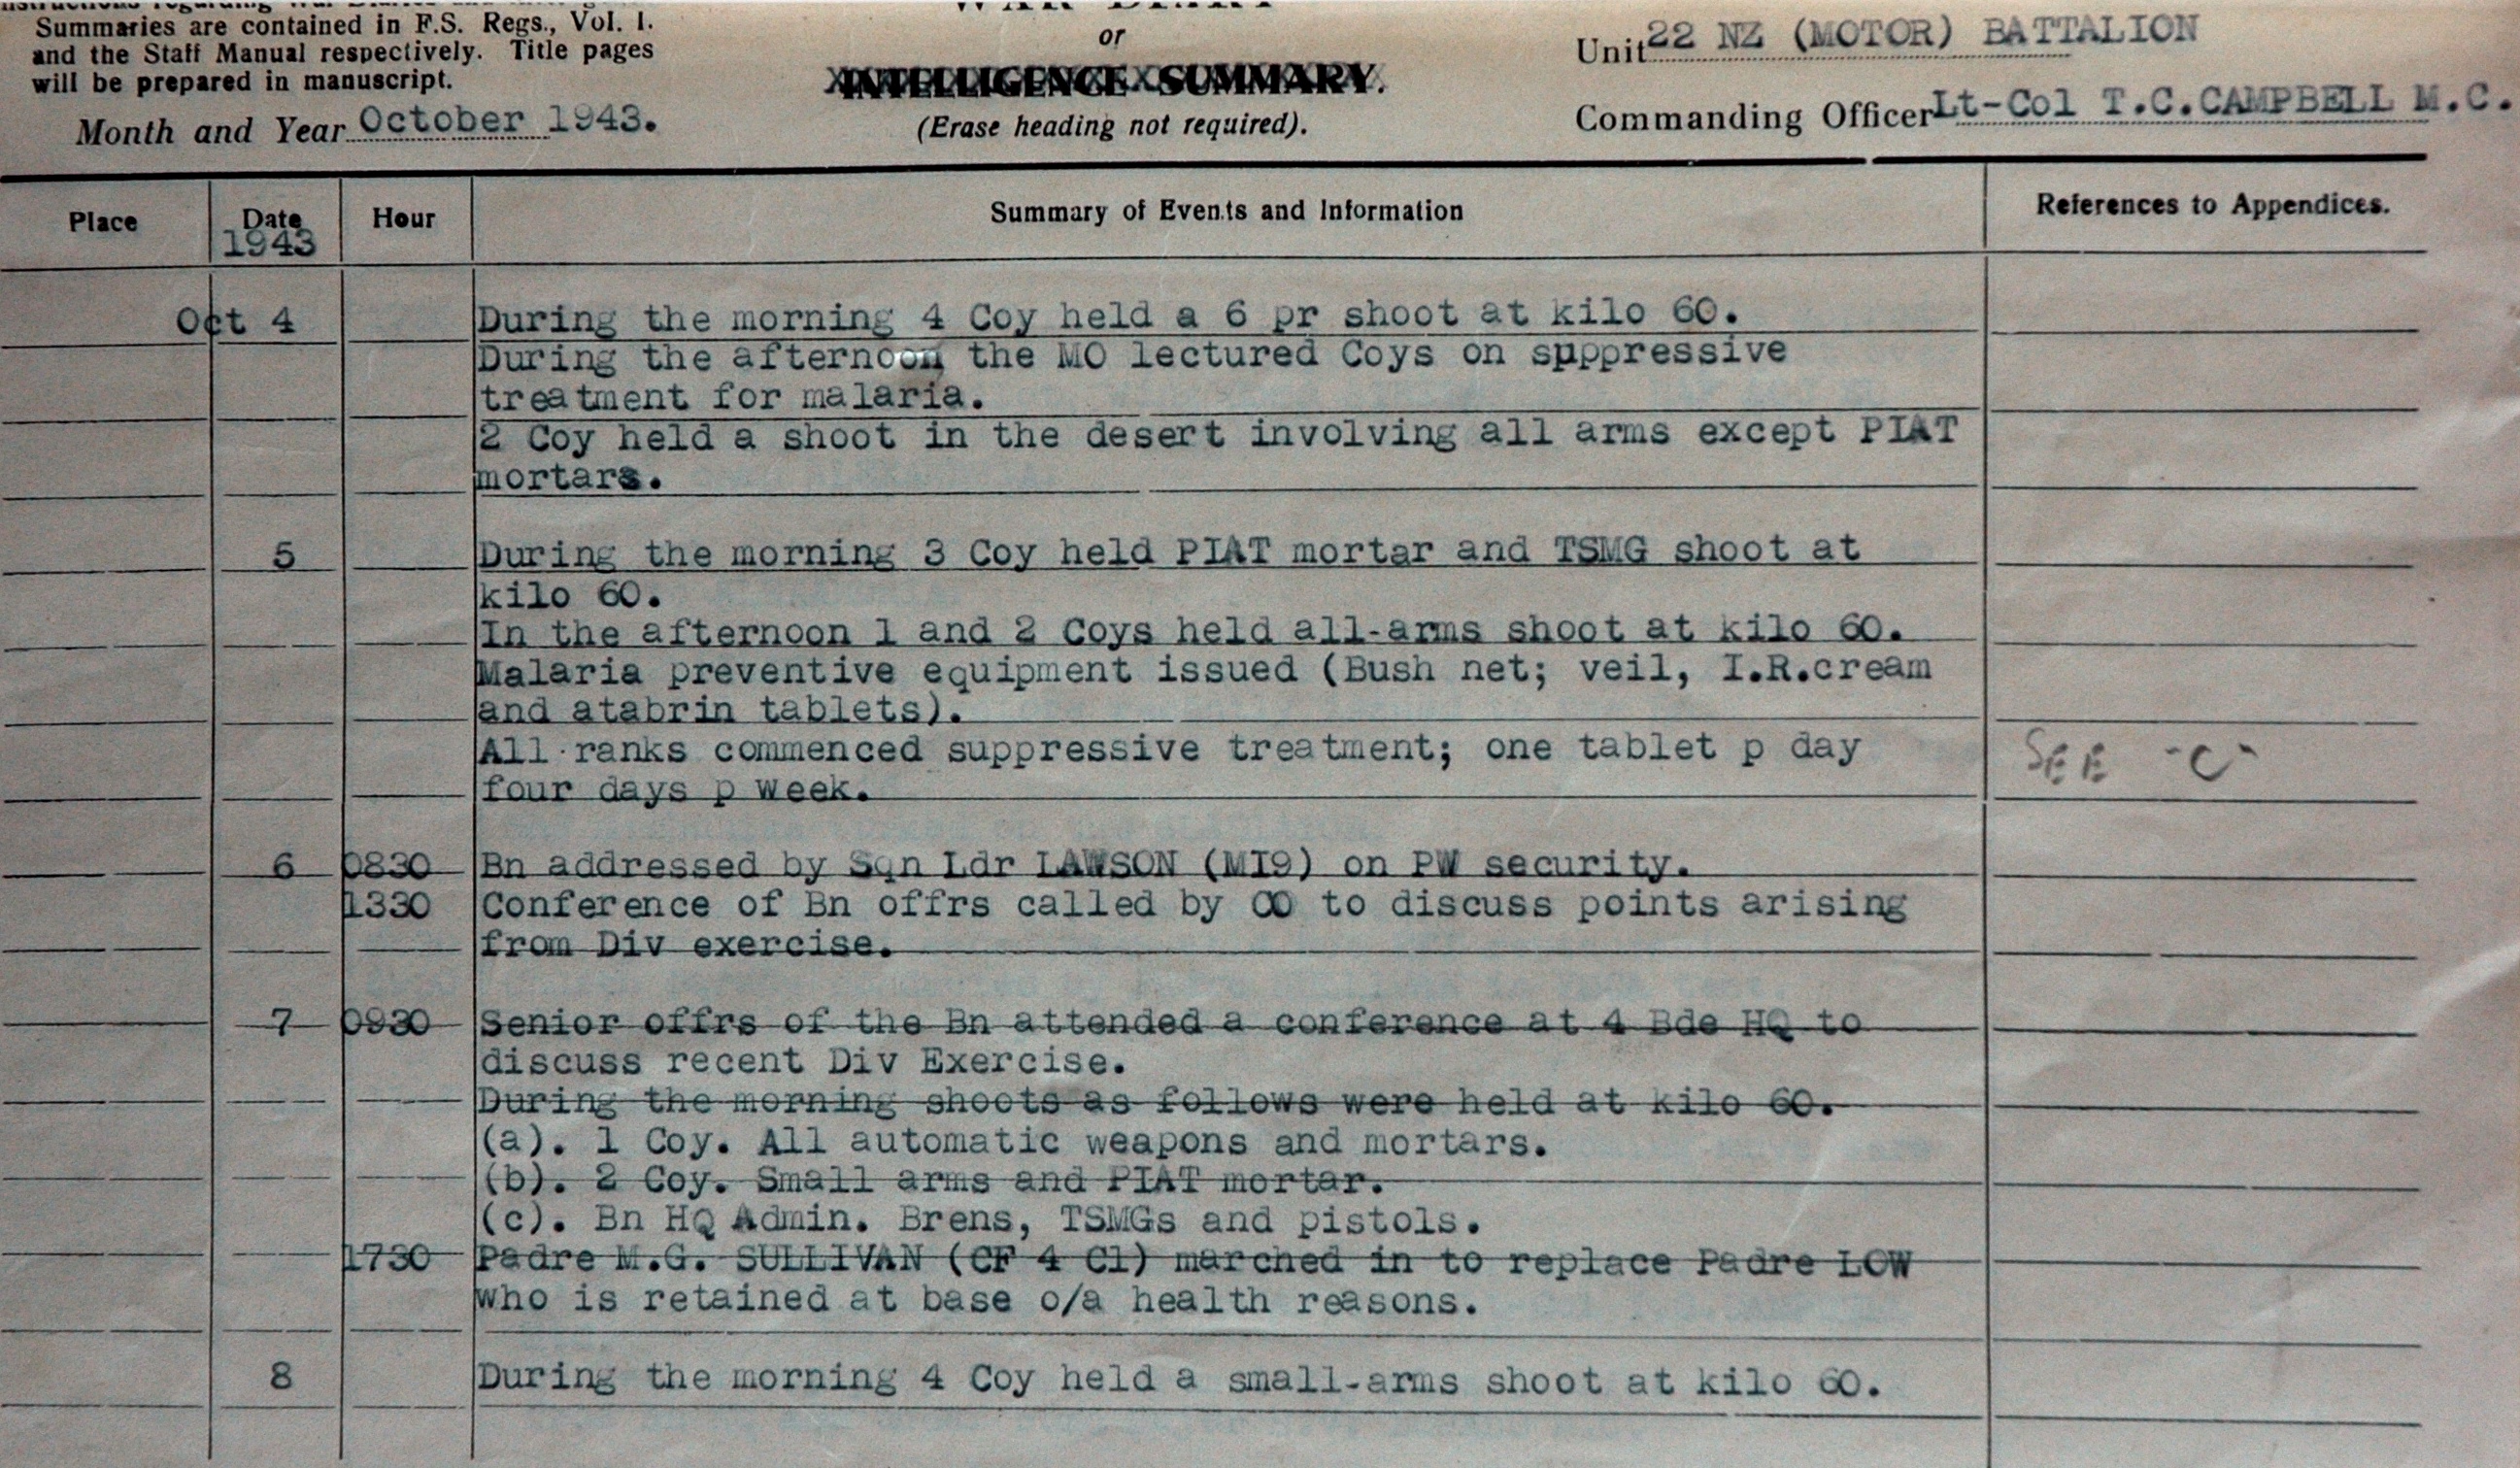 Summaries are contained in F.S. Regs., Vol. I.
and the Staff Manual respectively. Title pages
will be prepared in manuscript.
Month and Year October 1943.
WAR DIARY
or
INTELLIGENCE SUMMARY.
(Erase heading not required).
Unit 22 NZ (MOTOR) BATTALION
Commanding Officer Lt-Col T.C.CAMPBELL M.C.
Place Date Hour Summary of Events and Information References to Appendices.
1943
Oct 4 During the morning 4 Coy held a 6 pr shoot at kilo 60.
During the afternoon the MO lectured Coys on sppressive
treatment for malaria.
2 Coy held a shoot in the desert involving all arms except PIAT
mortars.
5 During the morning 3 Coy held PIAT mortar and TSMG shoot at
kilo 60.
In the afternoon 1 and 2 Coys held all-arms shoot at kilo 60.
Malaria preventive equipment issued (Bush net; veil, I.R.cream
and atabrin tablets).
All ranks commenced suppressive treatment; one tablet p day SEE "C"
four days p week.
6 0830 Bn addressed by Sqn Ldr LAWSON (MI9) on PW security.
1330 Conference of Bn offrs called by CO to discuss points arising
from Div exercise.
7 0930 Senior offrs of the Bn attended a conference at 4 Bde HQ to
discuss recent Div Exercise.
During the morning shoots as follows were held at kilo 60.
(a). 1 Coy. All automatic weapons and mortars.
(b). 2 Coy. Small arms and PIAT mortar.
(c). Bn HQ Admin. Brens, TSMGs and pistols.
1730 Padre M.G. SULLIVAN (CF 4 Cl) marched in to replace Padre LOW
who is retained at base o/a health reasons.
8 During the morning 4 Coy held a small-arms shoot at kilo 60.